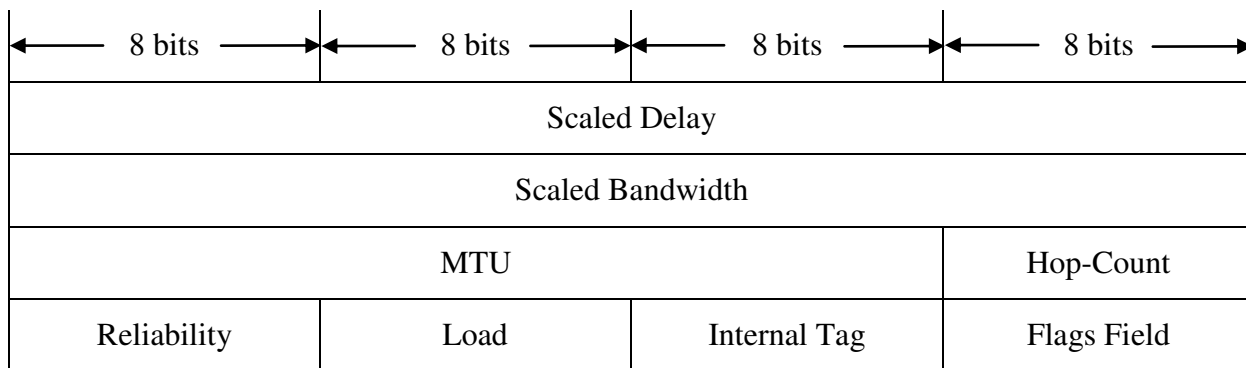 8 bits 8 bits 8 bits 8 bits
Scaled Delay
Scaled Bandwidth
MTU Hop-Count
Reliability Load Internal Tag Flags Field